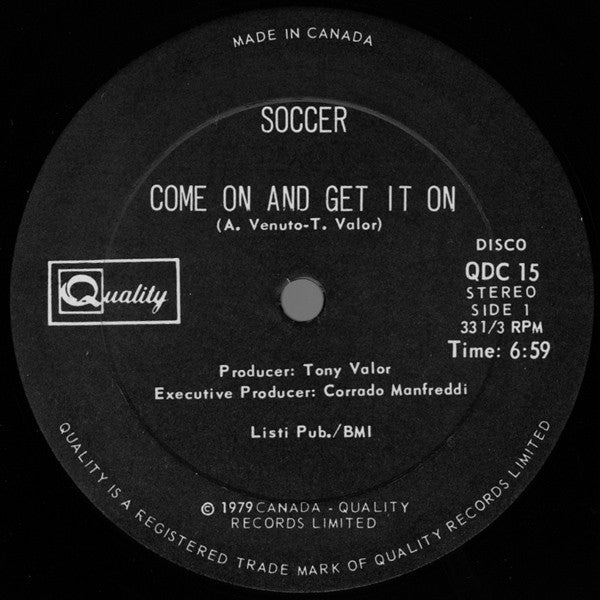 MADE IN CANADA
SOCCER
COME ON AND GET IT ON
(A. Venuto-T. Valor)
Quality
DISCO
QDC 15
STEREO
SIDE 1
33 1/3 RPM
Time: 6:59
Producer: Tony Valor
Executive Producer: Corrado Manfreddi
Listi Pub./BMI
© 1979 CANADA - QUALITY
RECORDS LIMITED
QUALITY IS A REGISTERED TRADE MARK OF QUALITY RECORDS LIMITED